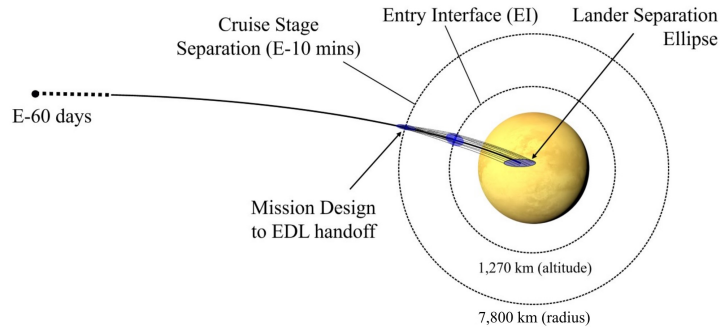 Cruise Stage
Separation (E-10 mins)
Entry Interface (EI)
Lander Separation
Ellipse
E-60 days
Mission Design
to EDL handoff
1,270 km (altitude)
7,800 km (radius)